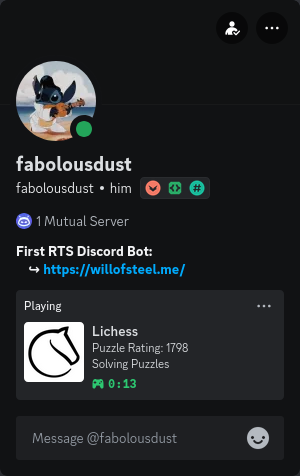 fabolousdust
fabolousdust • him #
1 Mutual Server
First RTS Discord Bot:
↪ https://willofsteel.me/
Playing
Lichess
Puzzle Rating: 1798
Solving Puzzles
0:13
Message @fabolousdust